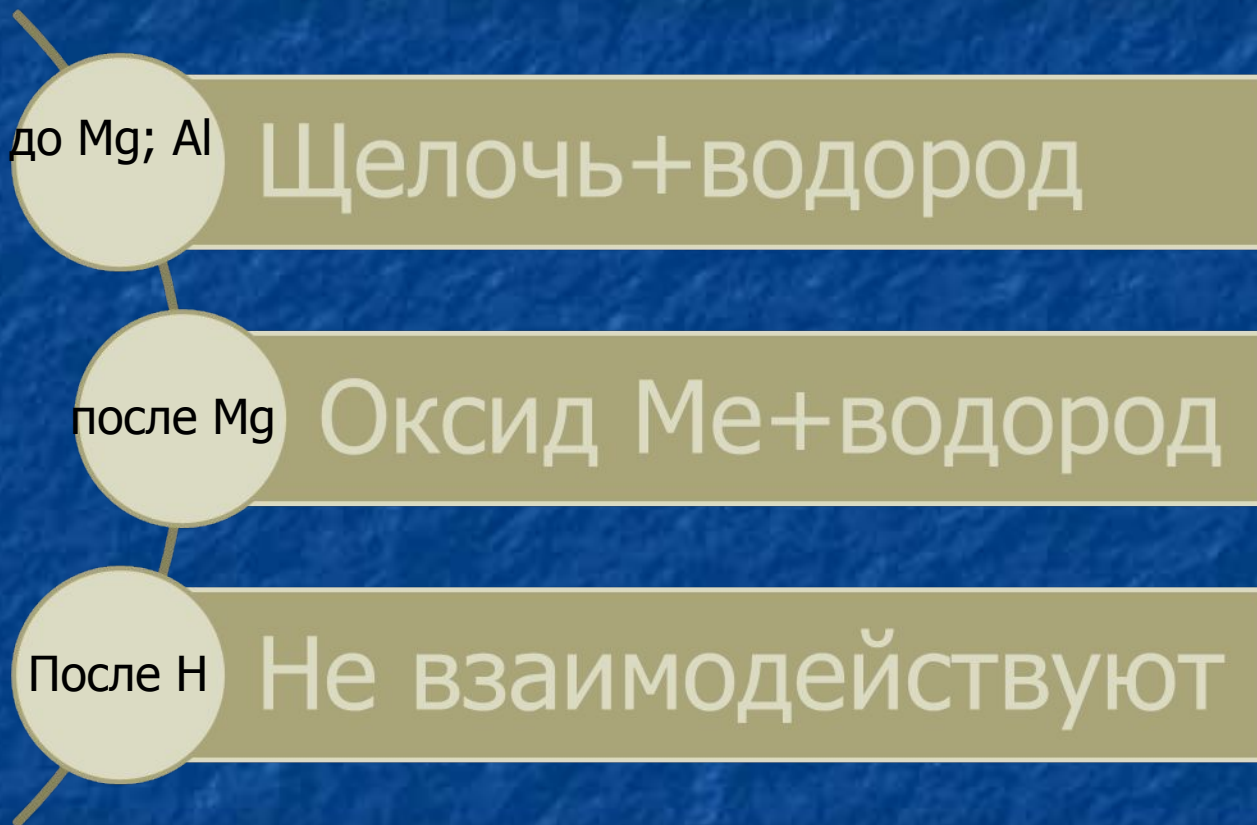 до Mg; Al
Щелочь+водород
после Mg
Оксид Ме+водород
После Н
Не взаимодействуют